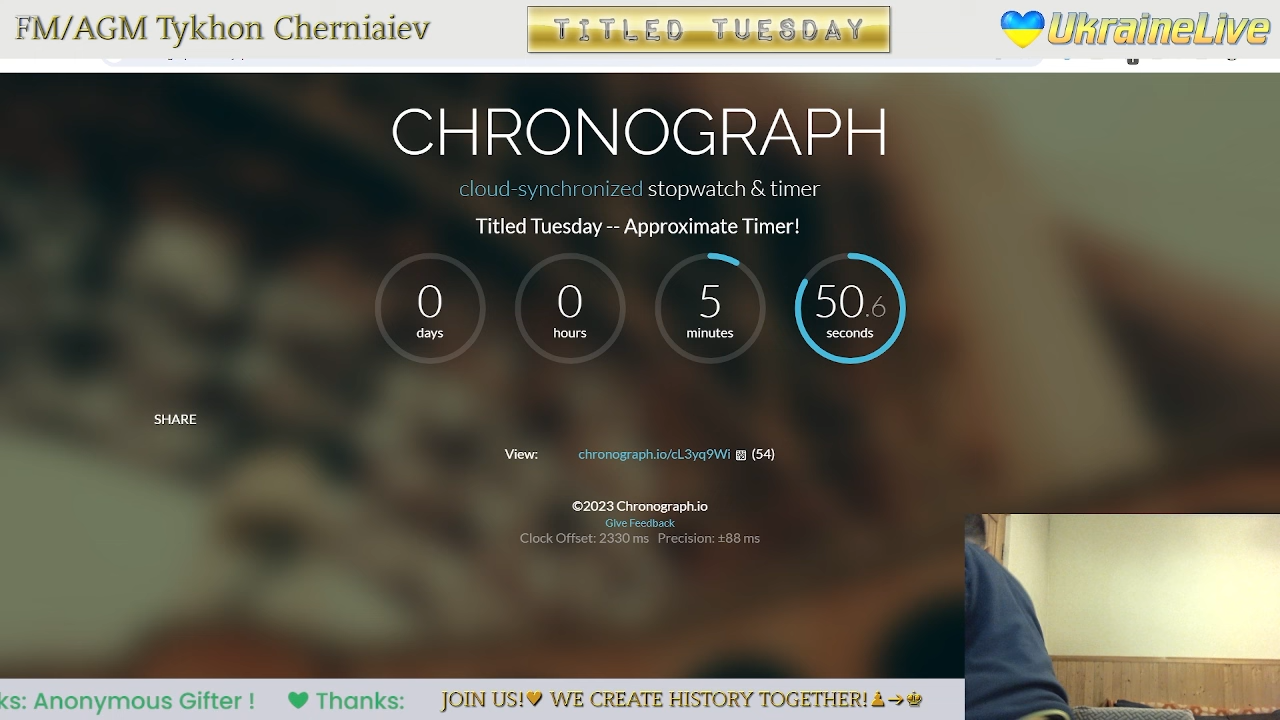 FM/AGM Tykhon Cherniaiev
TITLED TUESDAY
UkraineLive
CHRONOGRAPH
cloud-synchronized stopwatch & timer
Titled Tuesday -- Approximate Timer!
0
days
0
hours
5
minutes
50.6
seconds
SHARE
View: chronograph.io/cL3yq9Wi (54)
©2023 Chronograph.io
Give Feedback
Clock Offset: 2330 ms Precision: ±88 ms
ks: Anonymous Gifter ! Thanks:
JOIN US! WE CREATE HISTORY TOGETHER!